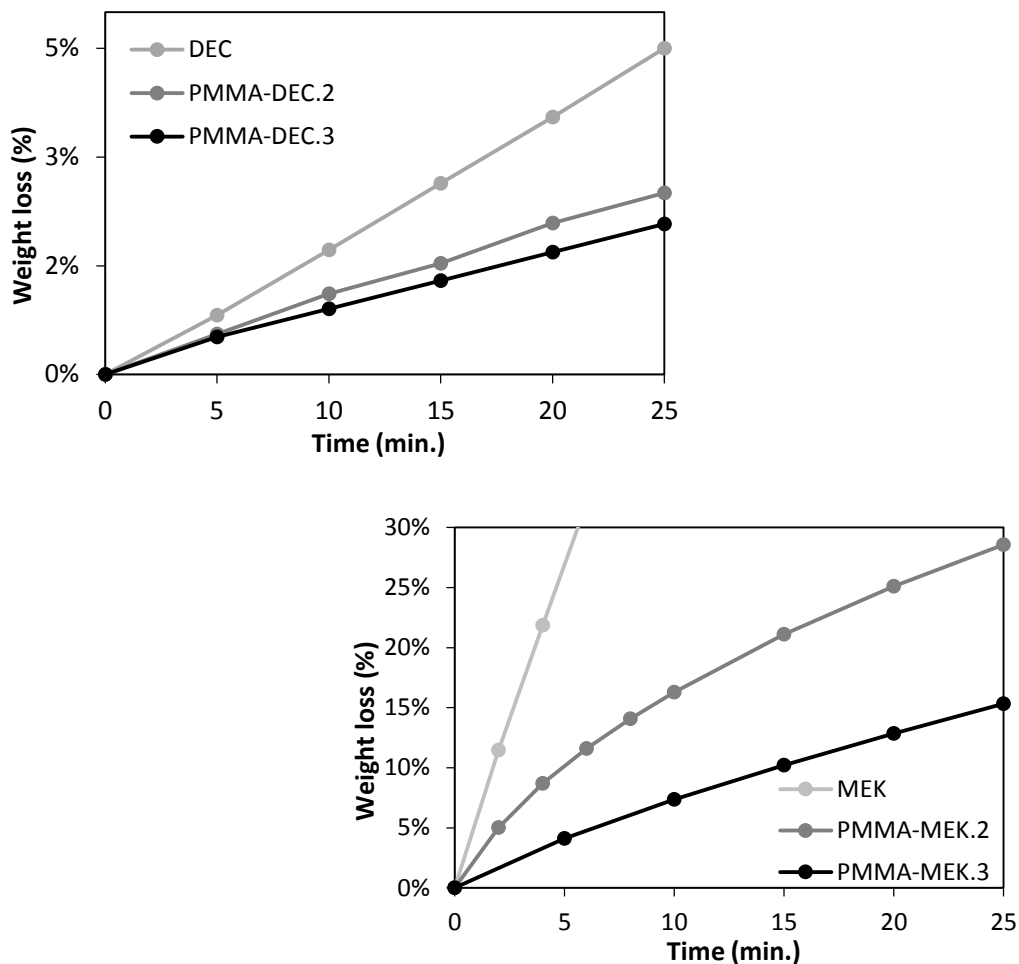 Weight loss (%)
5%
3%
2%
0%
DEC
PMMA-DEC.2
PMMA-DEC.3
0 5 10 15 20 25
Time (min.)
Weight loss (%)
30%
25%
20%
15%
10%
5%
0%
MEK
PMMA-MEK.2
PMMA-MEK.3
0 5 10 15 20 25
Time (min.)